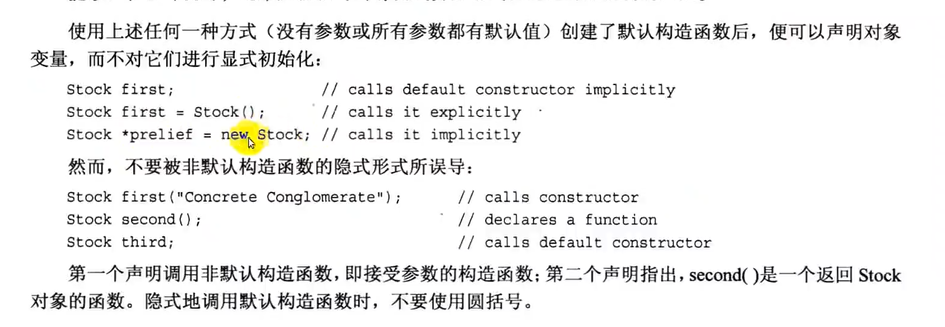 使用上述任何一种方式（没有参数或所有参数都有默认值）创建了默认构造函数后，便可以声明对象
变量，而不对它们进行显式初始化：
Stock first; // calls default constructor implicitly
Stock first = Stock(); // calls it explicitly
Stock *prelief = new Stock; // calls it implicitly
然而，不要被非默认构造函数的隐式形式所误导：
Stock first("Concrete Conglomerate"); // calls constructor
Stock second(); // declares a function
Stock third; // calls default constructor
第一个声明调用非默认构造函数，即接受参数的构造函数；第二个声明指出，second( )是一个返回 Stock
对象的函数。隐式地调用默认构造函数时，不要使用圆括号。